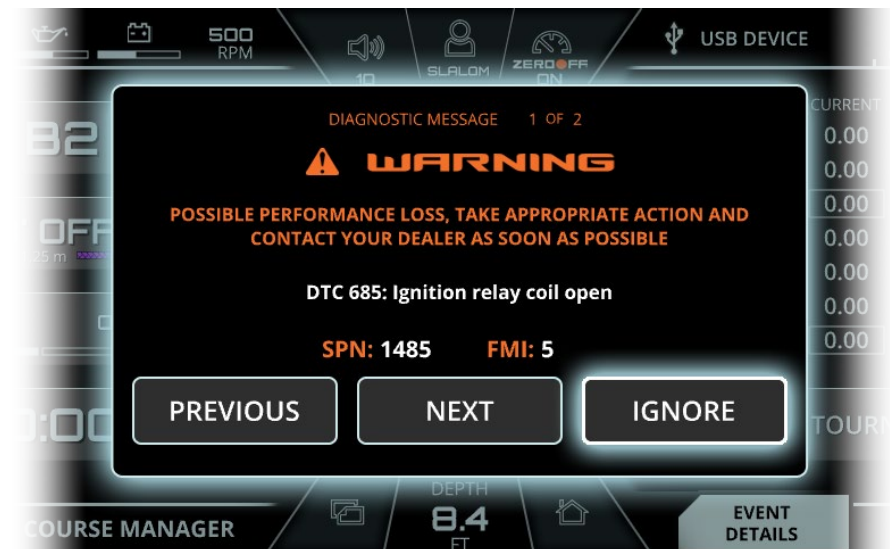 500
RPM
10
SLALOM
ZEROOFF
ON
USB DEVICE
DIAGNOSTIC MESSAGE 1 OF 2
WARNING
POSSIBLE PERFORMANCE LOSS, TAKE APPROPRIATE ACTION AND
CONTACT YOUR DEALER AS SOON AS POSSIBLE
DTC 685: Ignition relay coil open
SPN: 1485 FMI: 5
PREVIOUS
NEXT
IGNORE
CURRENT
0.00
0.00
0.00
0.00
0.00
0.00
0.00
OFF
25 m
DEPTH
8.4
FT
COURSE MANAGER
EVENT
DETAILS